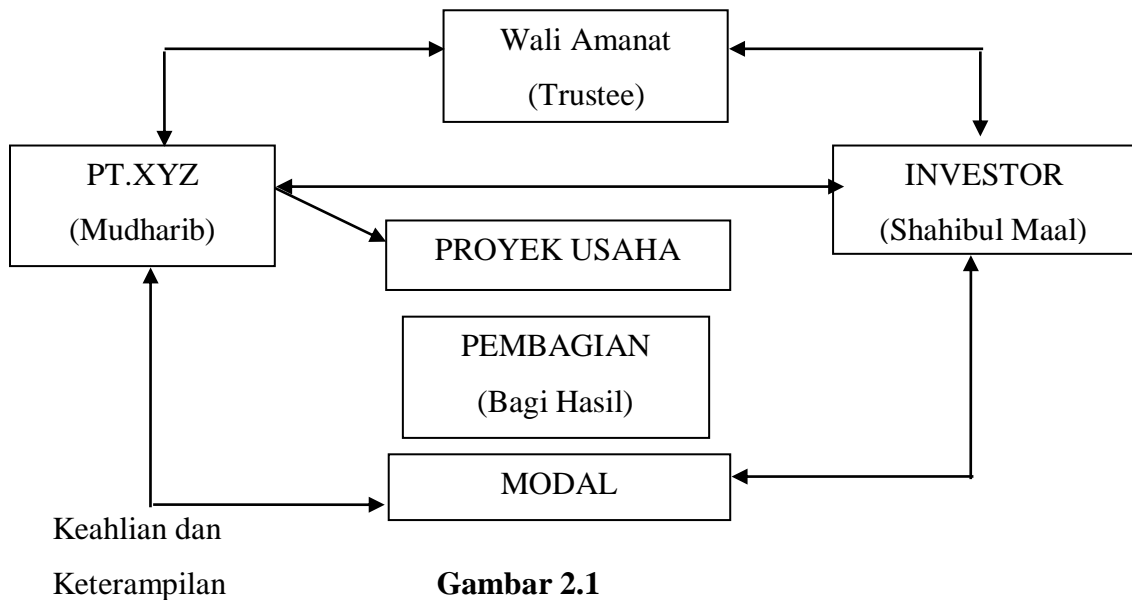 Wali Amanat
(Trustee)
PT.XYZ
(Mudharib)
INVESTOR
(Shahibul Maal)
PROYEK USAHA
PEMBAGIAN
(Bagi Hasil)
MODAL
Keahlian dan
Keterampilan
Gambar 2.1